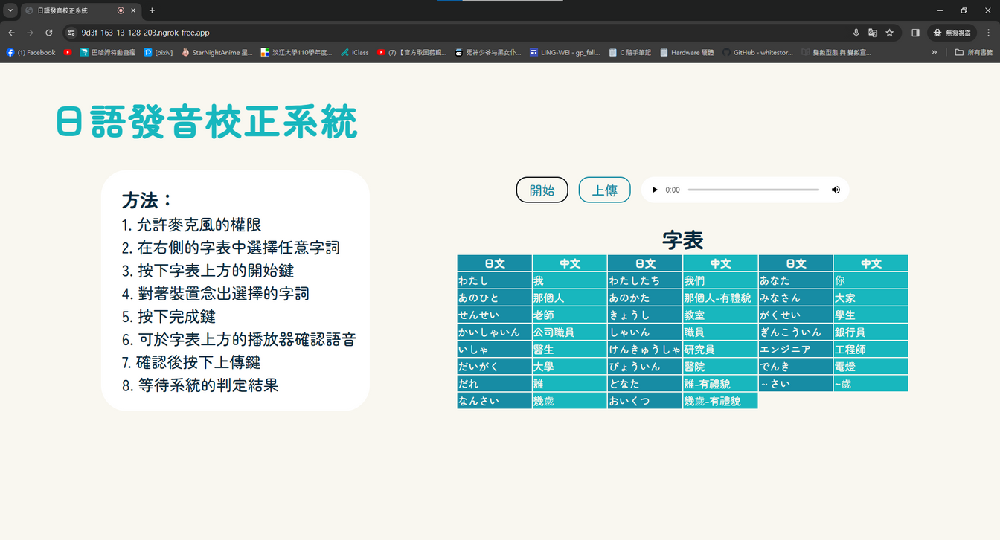 日語發音校正系統
9d3f-163-13-128-203.ngrok-free.app
無痕視窗
(1) Facebook
巴哈姆特動畫瘋
[pixiv]
StarNightAnime 星...
淡江大學110學年度...
iClass
(7)【官方敬回剪輯...
死神少爷与黑女仆...
LING-WEI - gp_fall...
C 隨手筆記
Hardware 硬體
GitHub - whitestor...
變數型態 與 變數宣...
所有書籤
日語發音校正系統
方法：
1. 允許麥克風的權限
2. 在右側的字表中選擇任意字詞
3. 按下字表上方的開始鍵
4. 對著裝置念出選擇的字詞
5. 按下完成鍵
6. 可於字表上方的播放器確認語音
7. 確認後按下上傳鍵
8. 等待系統的判定結果
開始 上傳 0:00
字表
日文 中文 日文 中文 日文 中文
わたし 我 わたしたち 我們 あなた 你
あのひと 那個人 あのかた 那個人-有禮貌 みなさん 大家
せんせい 老師 きょうし 教室 がくせい 學生
かいしゃいん 公司職員 しゃいん 職員 ぎんこういん 銀行員
いしゃ 醫生 けんきゅうしゃ 研究員 エンジニア 工程師
だいがく 大學 びょういん 醫院 でんき 電燈
だれ 誰 どなた 誰-有禮貌 ～さい ~歲
なんさい 幾歲 おいくつ 幾歲-有禮貌